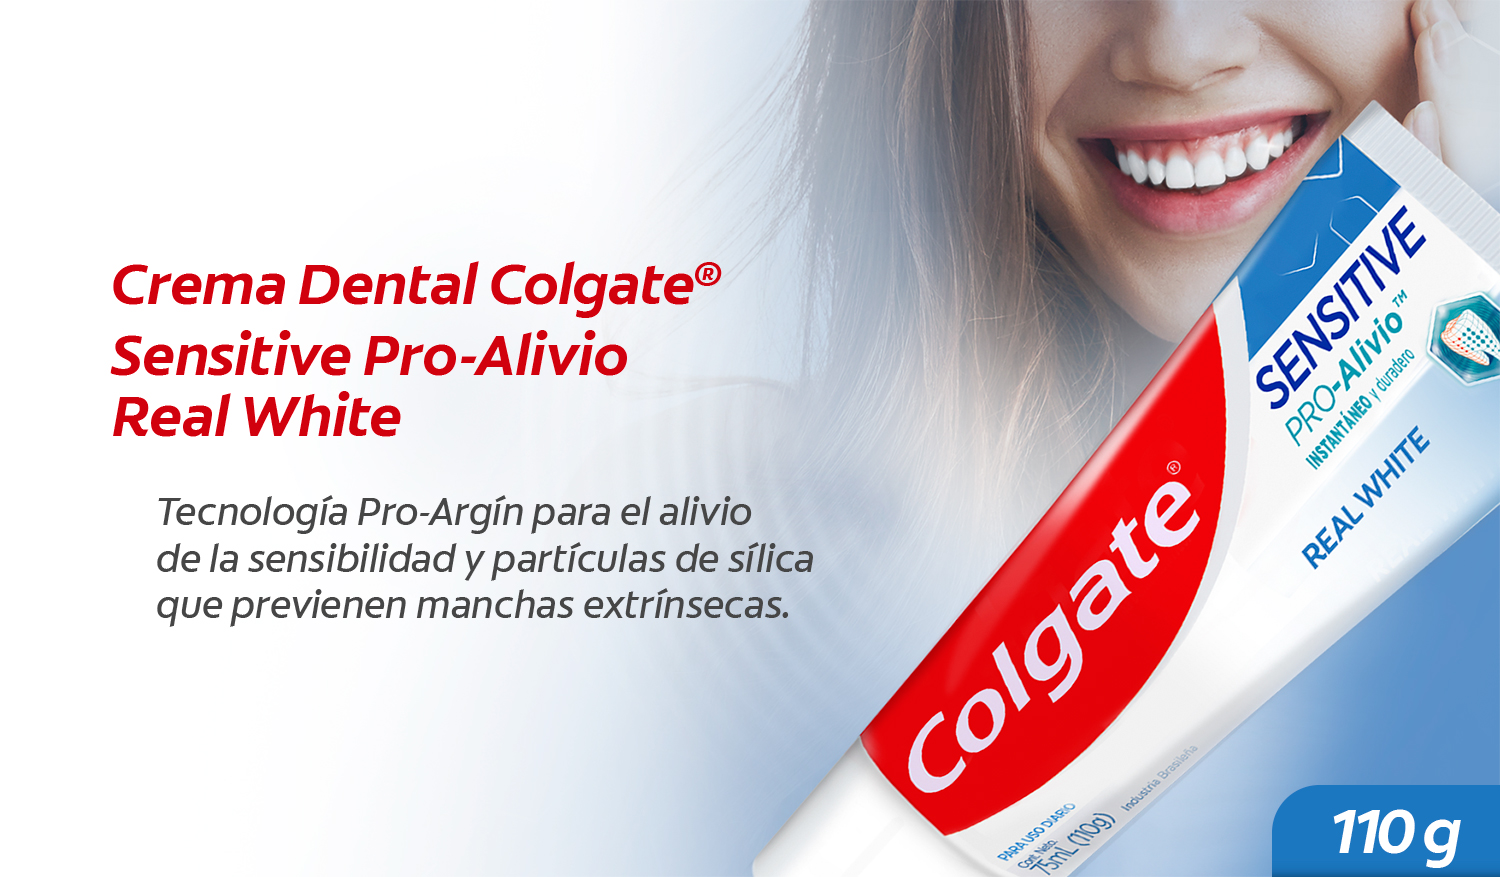 Crema Dental Colgate®
Sensitive Pro-Alivio
Real White
Tecnología Pro-Argín para el alivio
de la sensibilidad y partículas de sílica
que previenen manchas extrínsecas.
SENSITIVE
PRO-Alivio™
INSTANTÁNEO y duradero
REAL WHITE
Colgate®
PARA USO DIARIO
Cont. Neto:
75mL (110g)
Industria Brasileña
110 g